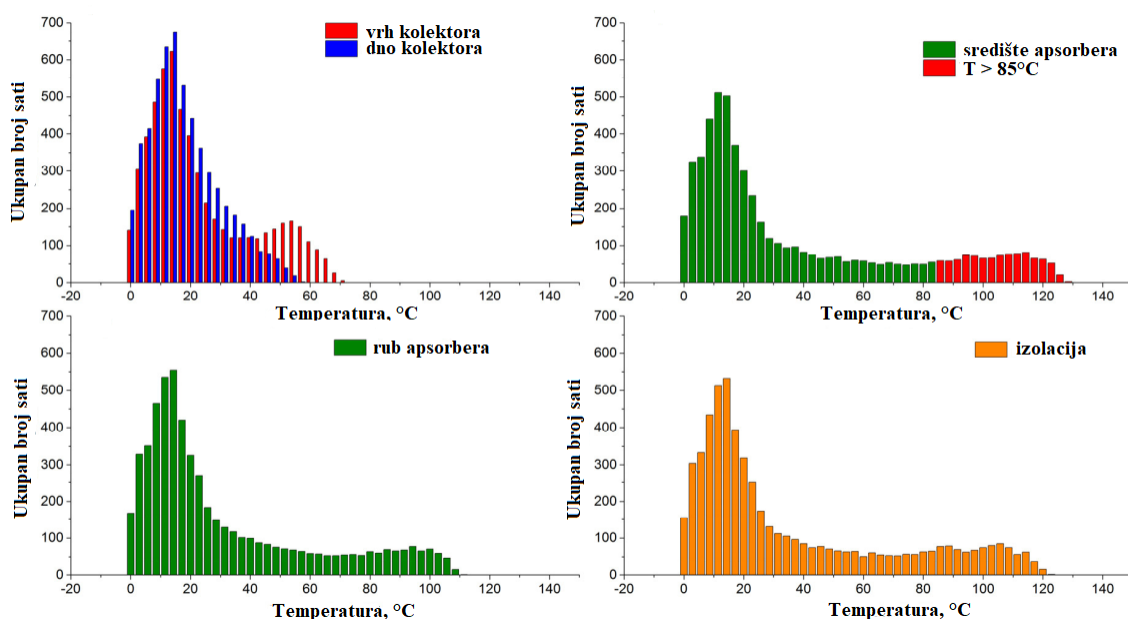 700
600
500
400
300
200
100
0
Ukupan broj sati
vrh kolektora
dno kolektora
-20 0 20 40 60 80 100 120 140
Temperatura, °C
700
600
500
400
300
200
100
0
Ukupan broj sati
središte apsorbera
T > 85°C
-20 0 20 40 60 80 100 120 140
Temperatura, °C
700
600
500
400
300
200
100
0
Ukupan broj sati
rub apsorbera
-20 0 20 40 60 80 100 120 140
Temperatura, °C
700
600
500
400
300
200
100
0
Ukupan broj sati
izolacija
-20 0 20 40 60 80 100 120 140
Temperatura, °C